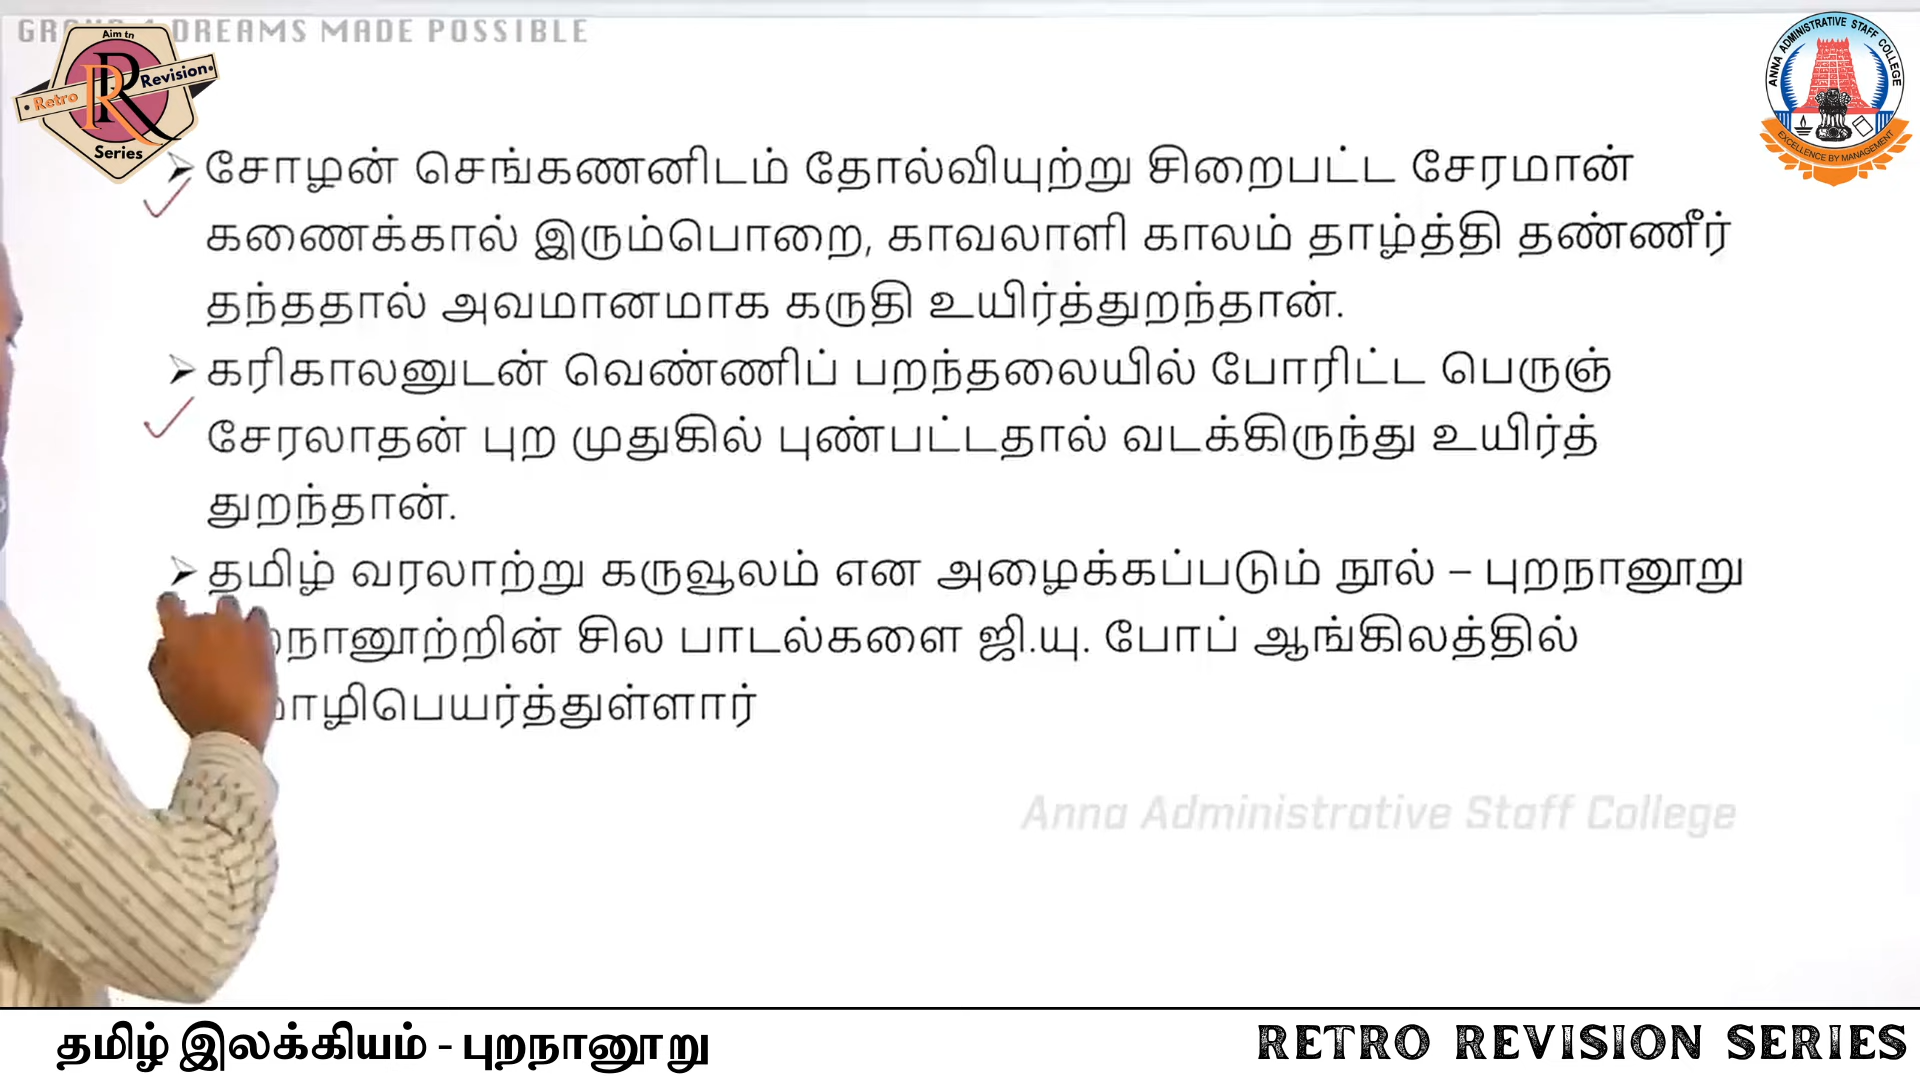 DREAMS MADE POSSIBLE
Aim tn
Retro
Revision
RR
Series
ANNA ADMINISTRATIVE STAFF COLLEGE
EXCELLENCE BY MANAGEMENT
➢ சோழன் செங்கணனிடம் தோல்வியுற்று சிறைபட்ட சேரமான்
கணைக்கால் இரும்பொறை, காவலாளி காலம் தாழ்த்தி தண்ணீர்
தந்ததால் அவமானமாக கருதி உயிர்த்துறந்தான்.
➢ கரிகாலனுடன் வெண்ணிப் பறந்தலையில் போரிட்ட பெருஞ்
சேரலாதன் புற முதுகில் புண்பட்டதால் வடக்கிருந்து உயிர்த்
துறந்தான்.
➢ தமிழ் வரலாற்று கருவூலம் என அழைக்கப்படும் நூல் – புறநானூறு
சில பாடல்களை ஜி.யு. போப் ஆங்கிலத்தில்
Anna Administrative Staff College
தமிழ் இலக்கியம் - புறநானூறு
RETRO REVISION SERIES